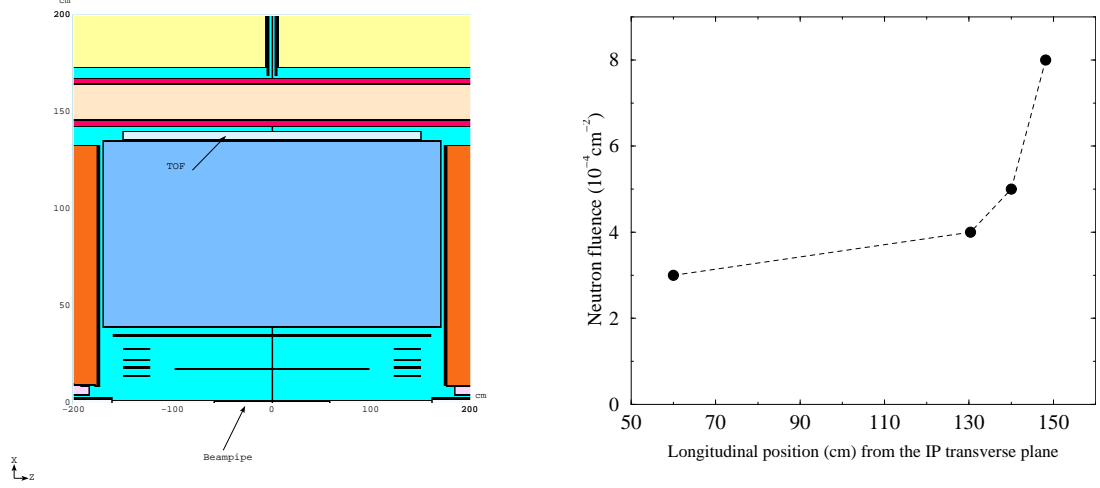 cm
200
150
TOF
100
50
0
cm
−200
−100
0
100
200
Beampipe
X
Z
Neutron fluence (10⁻⁴cm⁻²)
8
6
4
2
0
50
70
90
110
130
150
Longitudinal position (cm) from the IP transverse plane